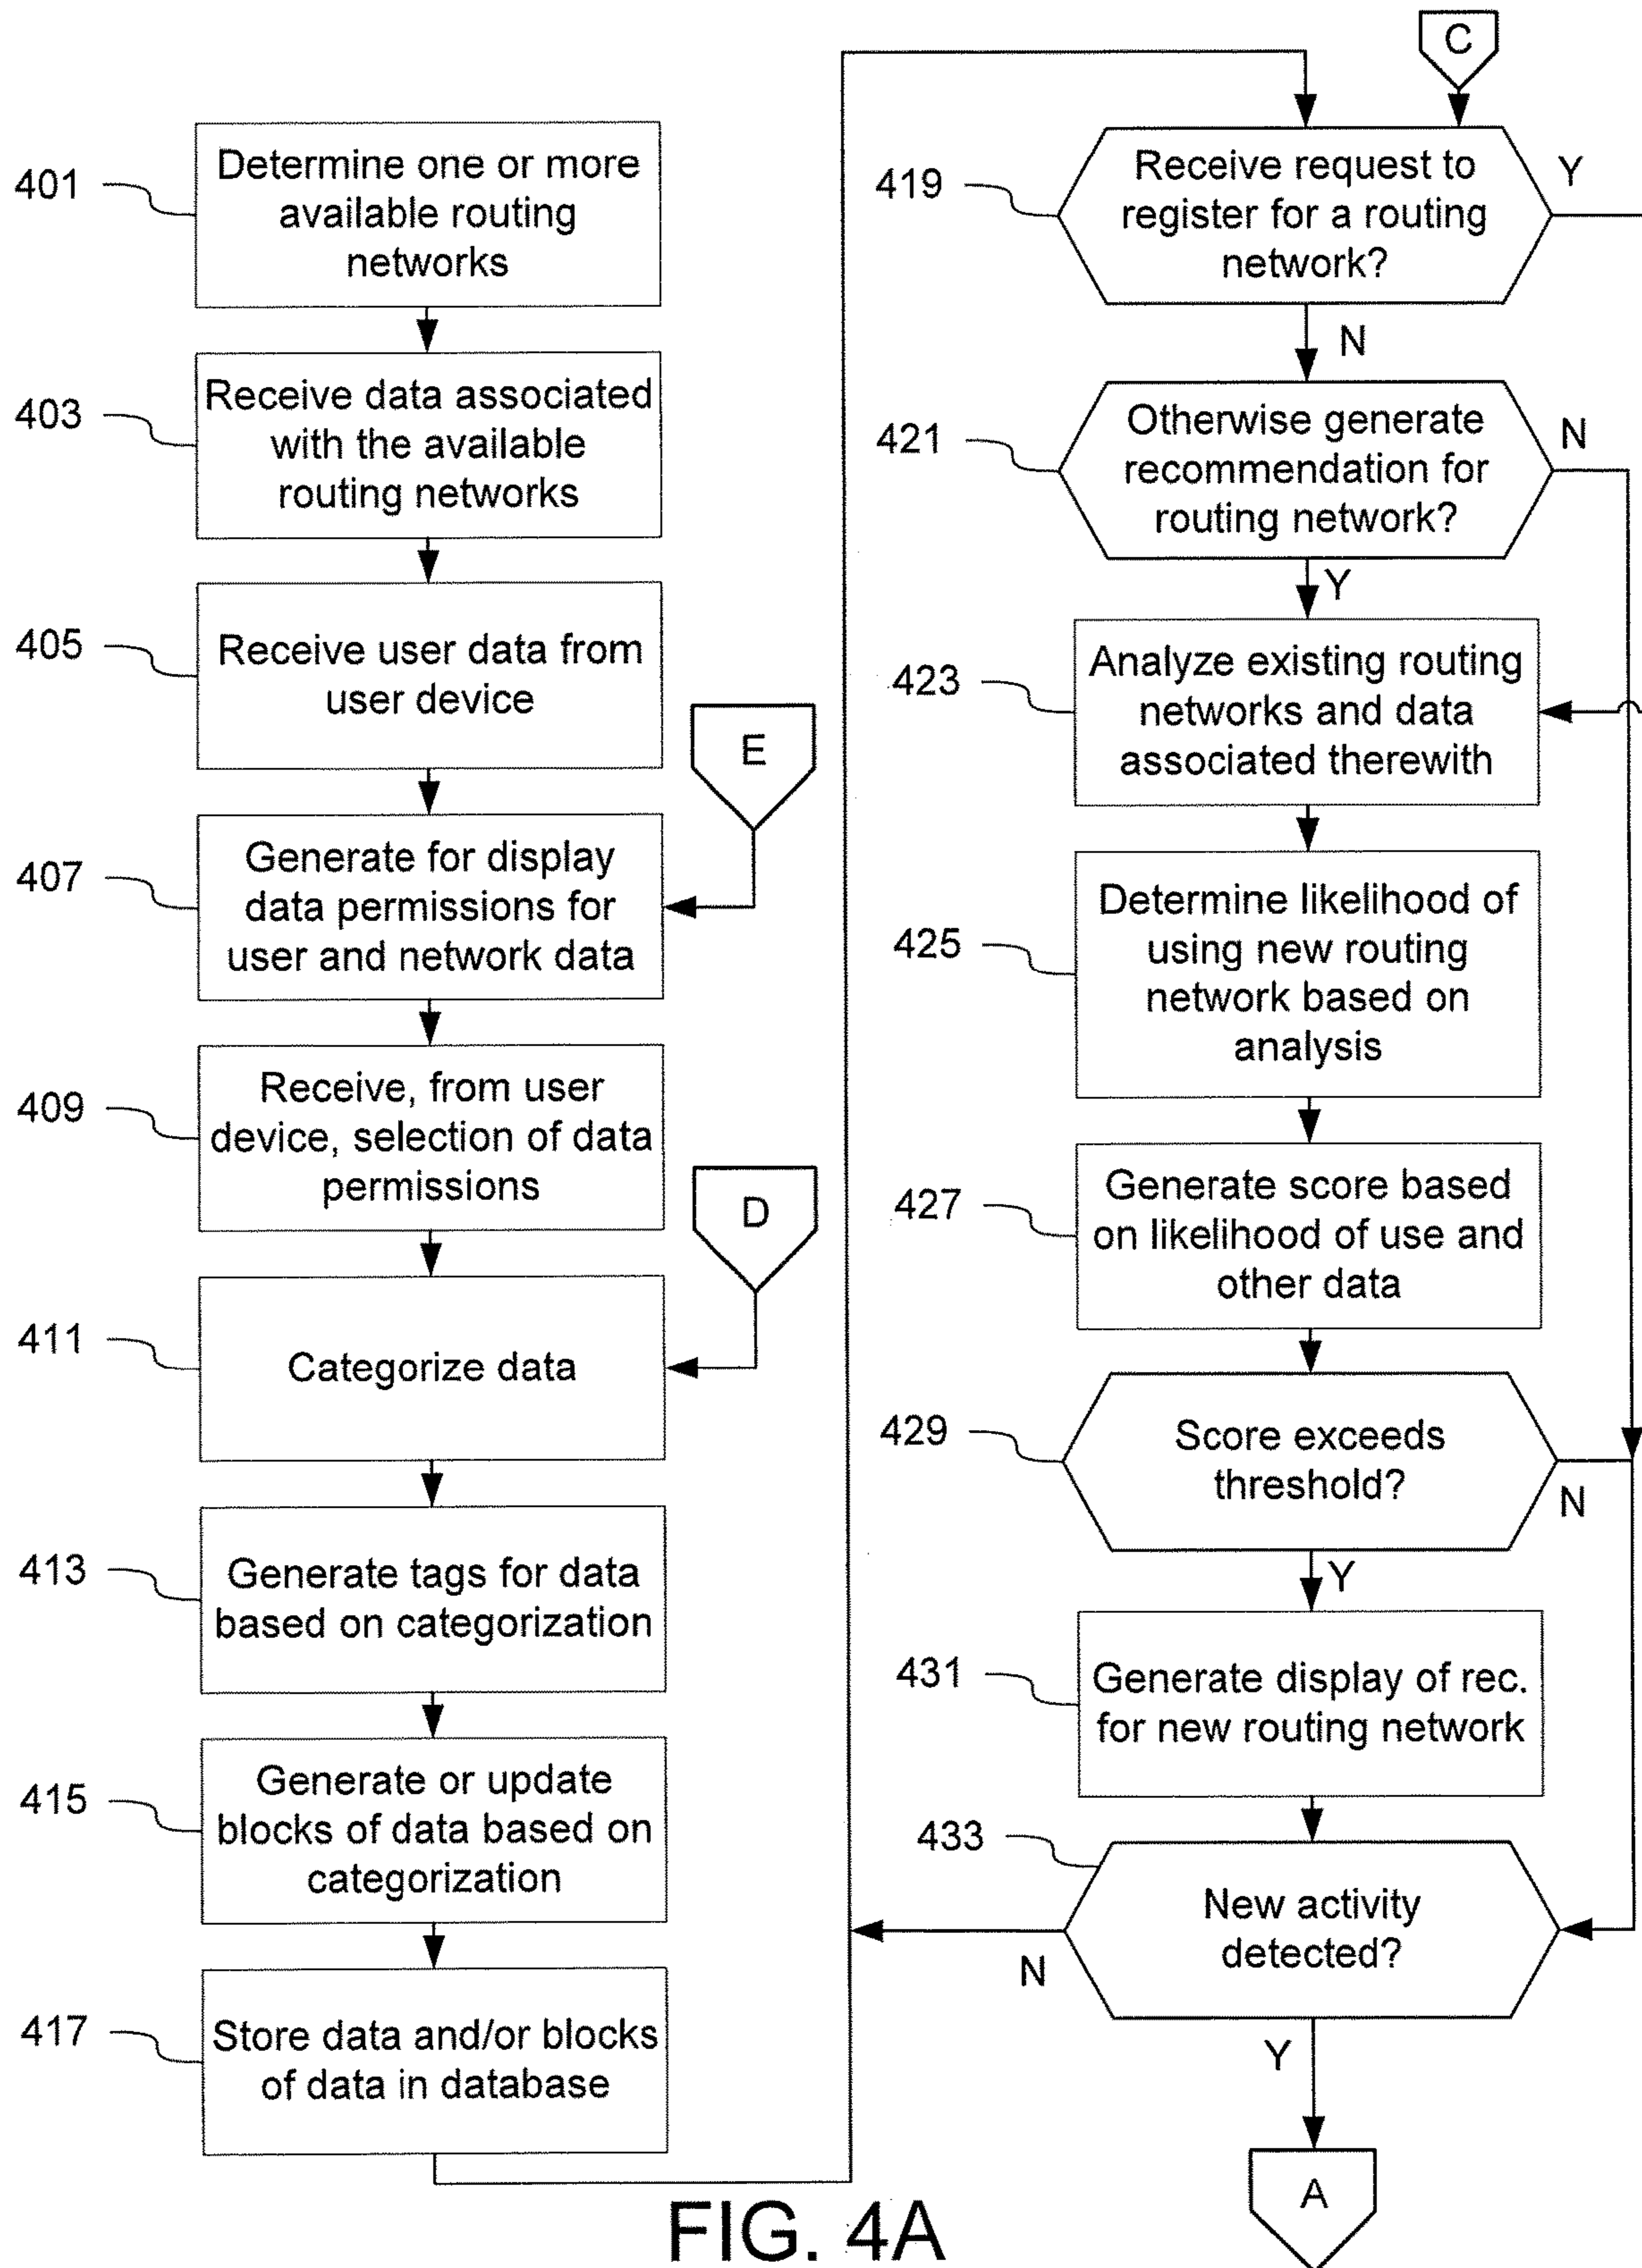 401
Determine one or more
available routing
networks
403
Receive data associated
with the available
routing networks
405
Receive user data from
user device
E
407
Generate for display
data permissions for
user and network data
409
Receive, from user
device, selection of data
permissions
D
411
Categorize data
413
Generate tags for data
based on categorization
415
Generate or update
blocks of data based on
categorization
417
Store data and/or blocks
of data in database
C
419
Receive request to
register for a routing
network?
Y
N
421
Otherwise generate
recommendation for
routing network?
N
Y
423
Analyze existing routing
networks and data
associated therewith
425
Determine likelihood of
using new routing
network based on
analysis
427
Generate score based
on likelihood of use and
other data
429
Score exceeds
threshold?
N
Y
431
Generate display of rec.
for new routing network
433
New activity
detected?
N
Y
A
FIG. 4A